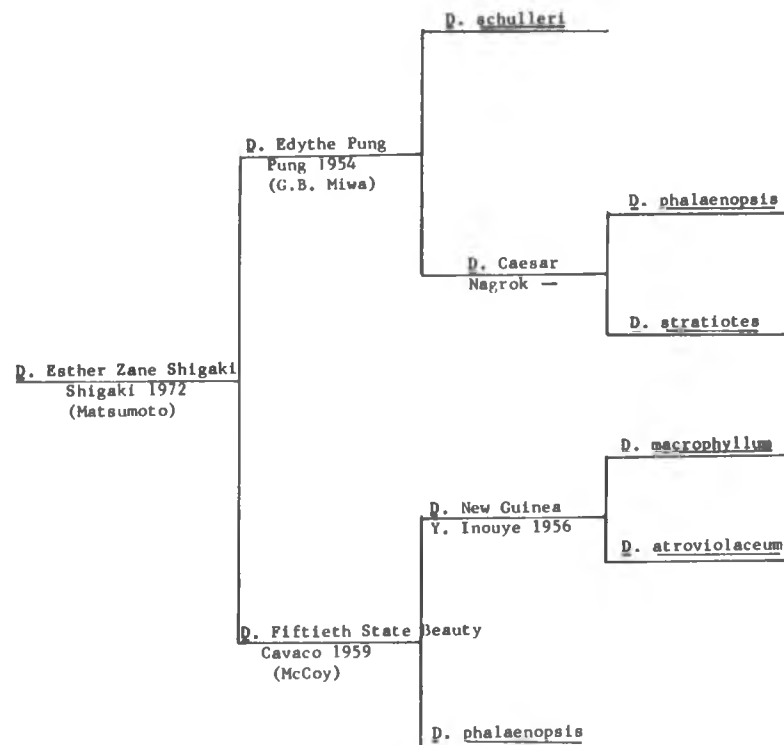 D. schulleri
D. Edythe Pung
Pung 1954
(G.B. Miwa)
D. phalaenopsis
D. Caesar
Nagrok —
D. stratiotes
D. Esther Zane Shigaki
Shigaki 1972
(Matsumoto)
D. macrophyllum
D. New Guinea
Y. Inouye 1956
D. atroviolaceum
D. Fiftieth State Beauty
Cavaco 1959
(McCoy)
D. phalaenopsis